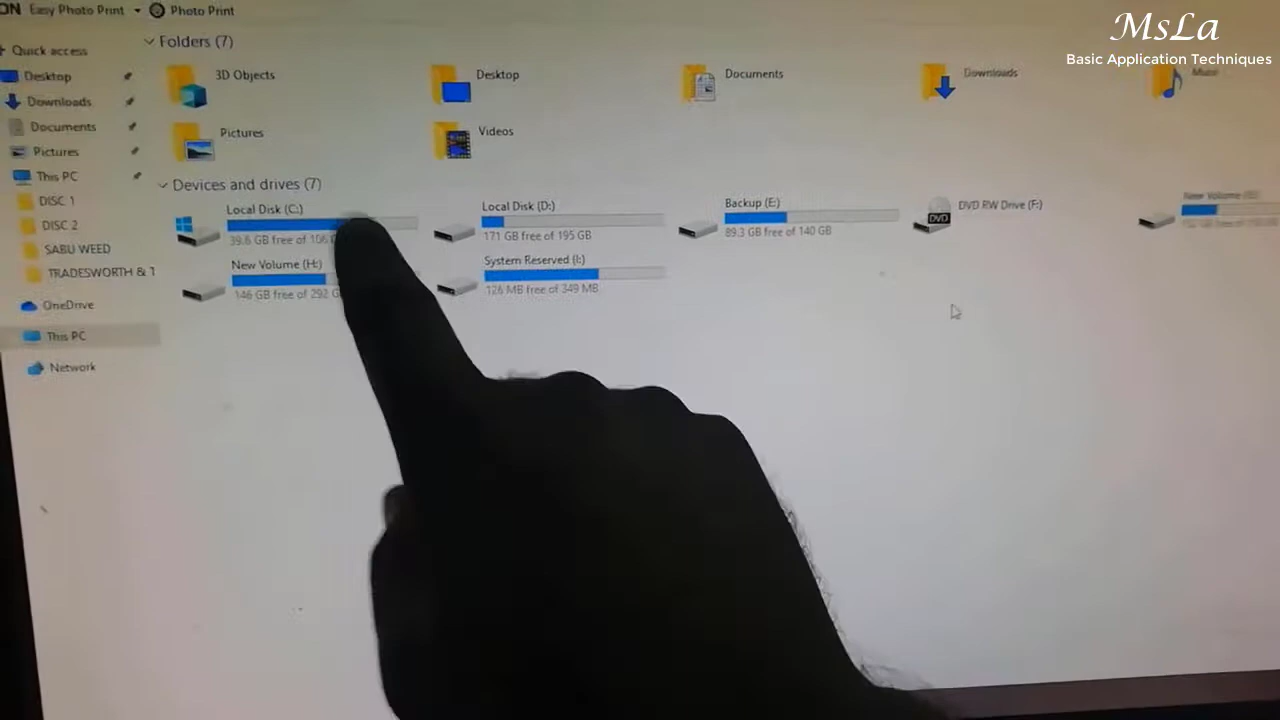 ON Easy Photo Print Photo Print
MsLa
Basic Application Techniques
Quick access
Desktop
Downloads
Documents
Pictures
This PC
DISC 1
DISC 2
SABU WEED
TRADESWORTH & T
OneDrive
This PC
Network
Folders (7)
3D Objects
Desktop
Documents
Downloads
Music
Pictures
Videos
Devices and drives (7)
Local Disk (C:)
39.6 GB free of 106
Local Disk (D:)
171 GB free of 195 GB
Backup (E:)
89.3 GB free of 140 GB
DVD RW Drive (F:)
New Volume
New Volume (H:)
146 GB free of 292 G
System Reserved (I:)
126 MB free of 349 MB